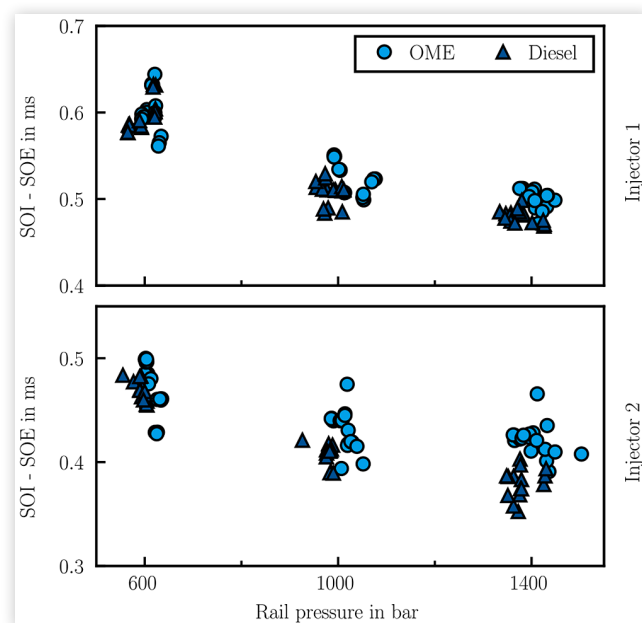 0.7
OME Diesel
0.6
SOI - SOE in ms
0.5
0.4
Injector 1
0.5
SOI - SOE in ms
0.4
0.3
Injector 2
600 1000 1400
Rail pressure in bar